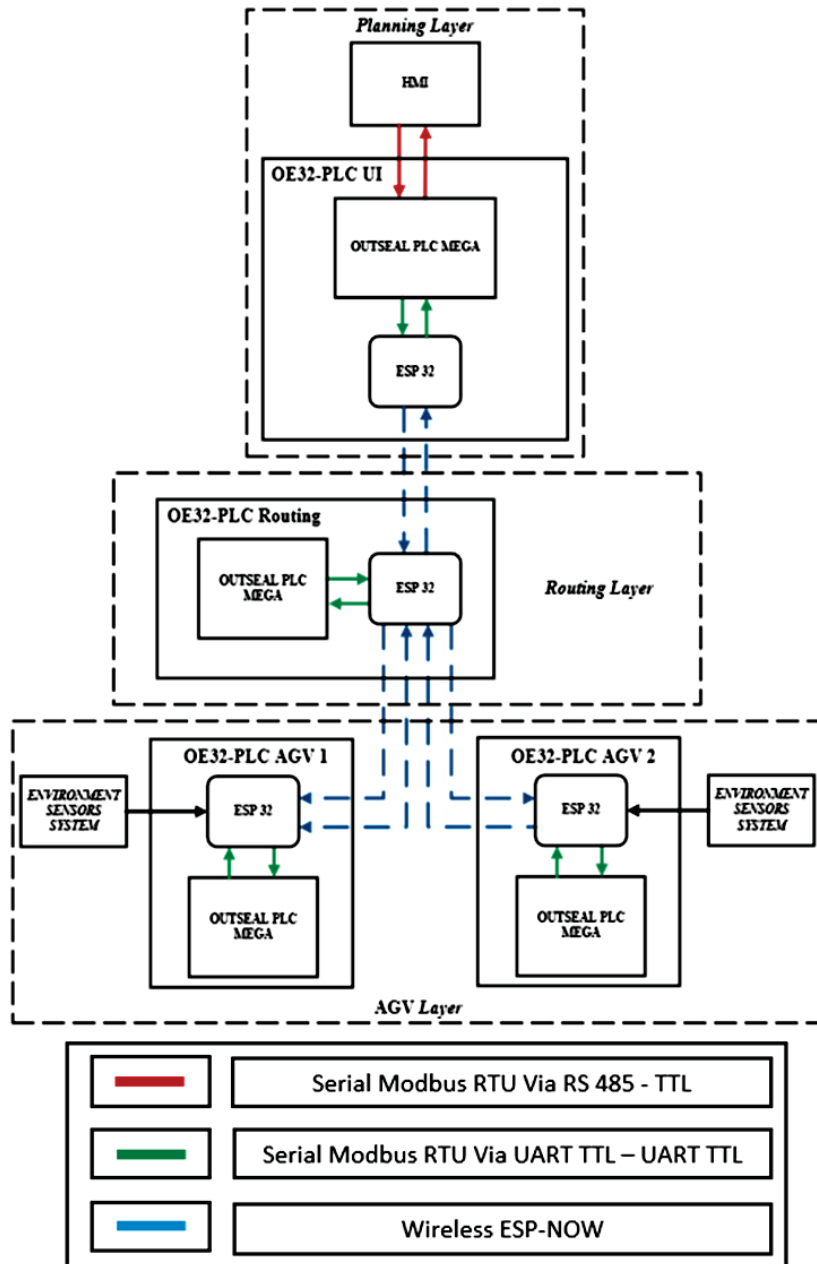 Planning Layer
HMI
OE32-PLC UI
OUTSEAL PLC MEGA
ESP 32
OE32-PLC Routing
OUTSEAL PLC
MEGA
ESP 32
Routing Layer
OE32-PLC AGV 1
OE32-PLC AGV 2
ENVIRONMENT
SENSORS
SYSTEM
ESP 32
ESP 32
ENVIRONMENT
SENSORS
SYSTEM
OUTSEAL PLC
MEGA
OUTSEAL PLC
MEGA
AGV Layer
Serial Modbus RTU Via RS 485 - TTL
Serial Modbus RTU Via UART TTL – UART TTL
Wireless ESP-NOW